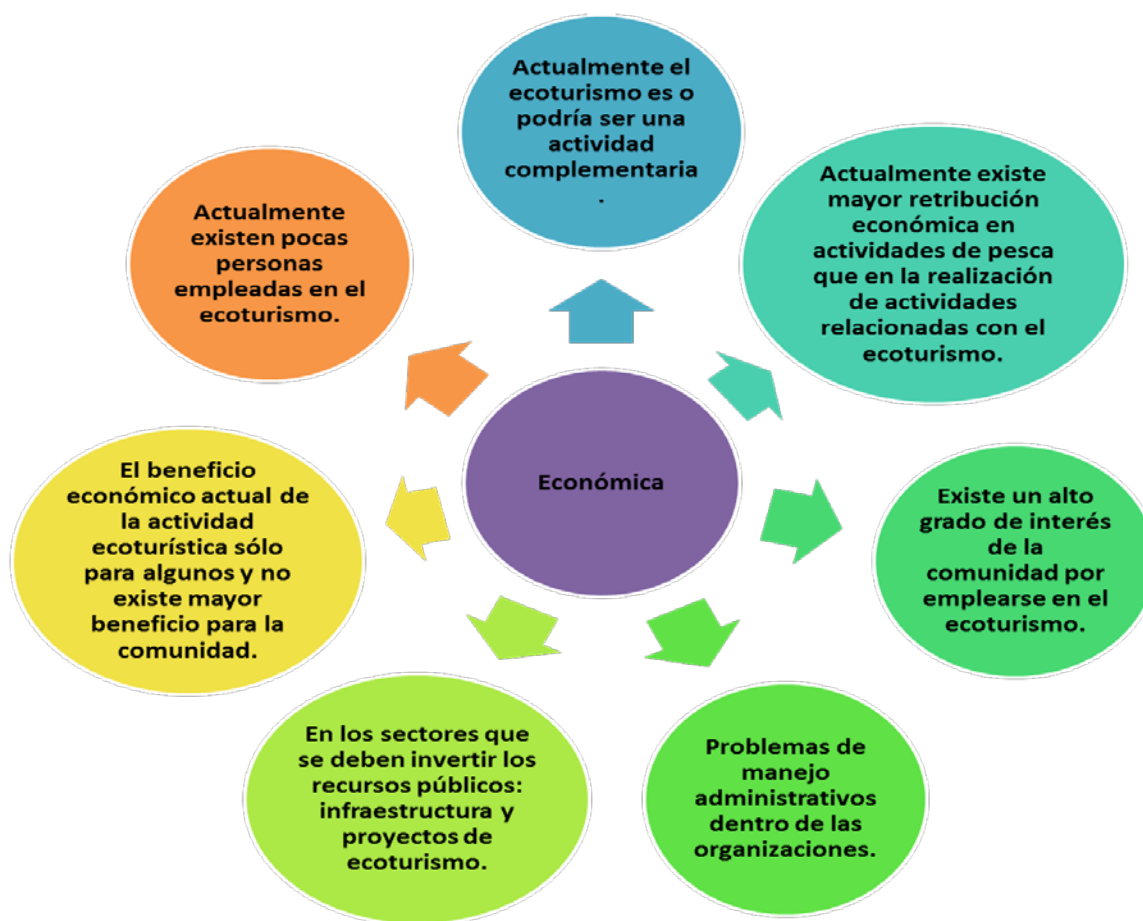 Actualmente el
ecoturismo es o
podría ser una
actividad
complementaria
.
Actualmente existe
mayor retribución
económica en
actividades de pesca
que en la realización
de actividades
relacionadas con el
ecoturismo.
Existe un alto
grado de interés
de la
comunidad por
emplearse en el
ecoturismo.
Problemas de
manejo
administrativos
dentro de las
organizaciones.
En los sectores que
se deben invertir los
recursos públicos:
infraestructura y
proyectos de
ecoturismo.
El beneficio
económico actual de
la actividad
ecoturística sólo
para algunos y no
existe mayor
beneficio para la
comunidad.
Actualmente
existen pocas
personas
empleadas en el
ecoturismo.
Económica